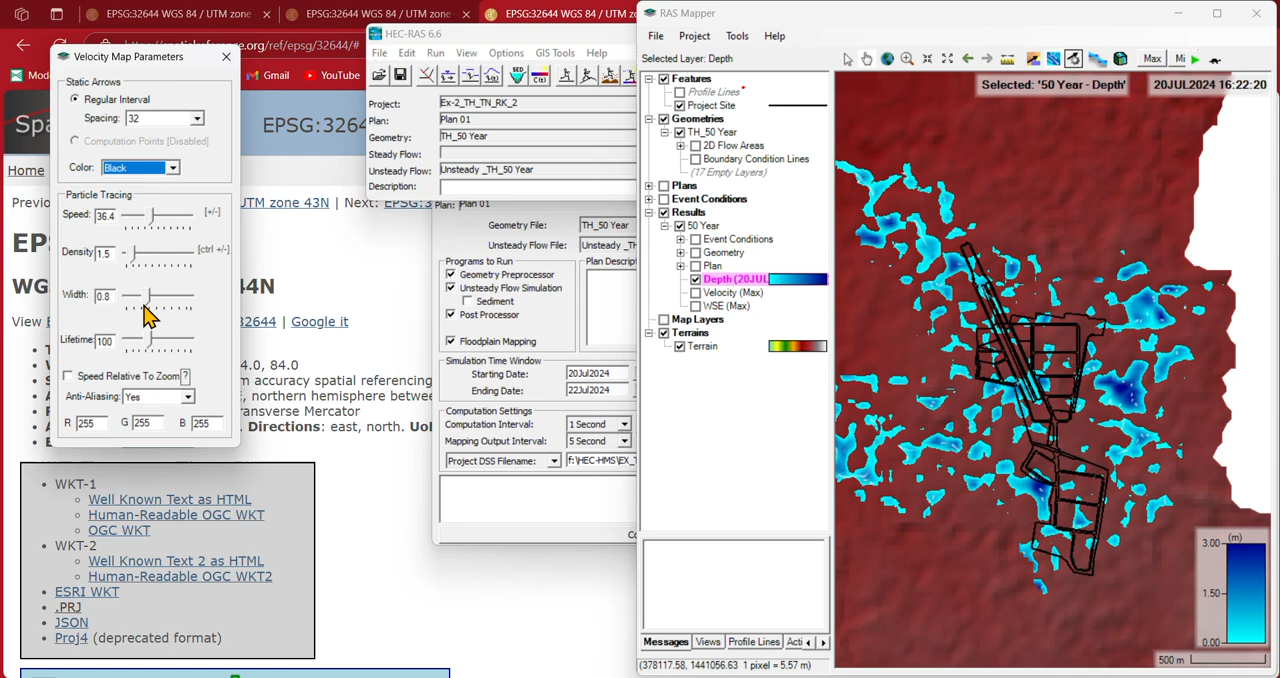 EPSG:32644 WGS 84 / UTM zone
EPSG:32644 WGS 84 / UTM zone
EPSG:32644 WGS 84 / UTM zone
.org/ref/epsg/32644/#
Gmail
YouTube
EPSG:3264
Home
UTM zone 43N | Next:
View
32644 | Google it
4.0, 84.0
m accuracy spatial referencing
E, northern hemisphere betwee
ransverse Mercator
Directions: east, north.
WKT-1
Well Known Text as HTML
Human-Readable OGC WKT
OGC WKT
WKT-2
Well Known Text 2 as HTML
Human-Readable OGC WKT2
ESRI WKT
.PRJ
JSON
Proj4 (deprecated format)
Velocity Map Parameters
Static Arrows
Regular Interval
Spacing: 32
Computation Points [Disabled]
Color: Black
Particle Tracing
Speed: 36.4 [+/-]
Density: 1.5 [ctrl +/-]
Width: 0.8
Lifetime: 100
Speed Relative To Zoom ?
Anti-Aliasing: Yes
R 255 G 255 B 255
HEC-RAS 6.6
File Edit Run View Options GIS Tools Help
Project: Ex-2_TH_TN_RK_2
Plan: Plan 01
Geometry: TH_50 Year
Steady Flow:
Unsteady Flow: Unsteady _TH_50 Year
Description:
Plan: Plan 01
Geometry File: TH_50 Year
Unsteady Flow File: Unsteady _TH
Programs to Run
Plan Descript
Geometry Preprocessor
Unsteady Flow Simulation
Sediment
Post Processor
Floodplain Mapping
Simulation Time Window
Starting Date: 20Jul2024
Ending Date: 22Jul2024
Computation Settings
Computation Interval: 1 Second
Mapping Output Interval: 5 Second
Project DSS Filename: f:\HEC-HMS\EX_T
RAS Mapper
File Project Tools Help
Selected Layer: Depth
Max
Features
Profile Lines
Project Site
Geometries
TH_50 Year
2D Flow Areas
Boundary Condition Lines
(17 Empty Layers)
Plans
Event Conditions
Results
50 Year
Event Conditions
Geometry
Plan
Depth (20JUL
Velocity (Max)
WSE (Max)
Map Layers
Terrains
Terrain
Messages Views Profile Lines Acti
(378117.58, 1441056.63 1 pixel = 5.57 m)
Selected: '50 Year - Depth'
20JUL2024 16:22:20
(m)
3.00
1.50
0.00
500 m